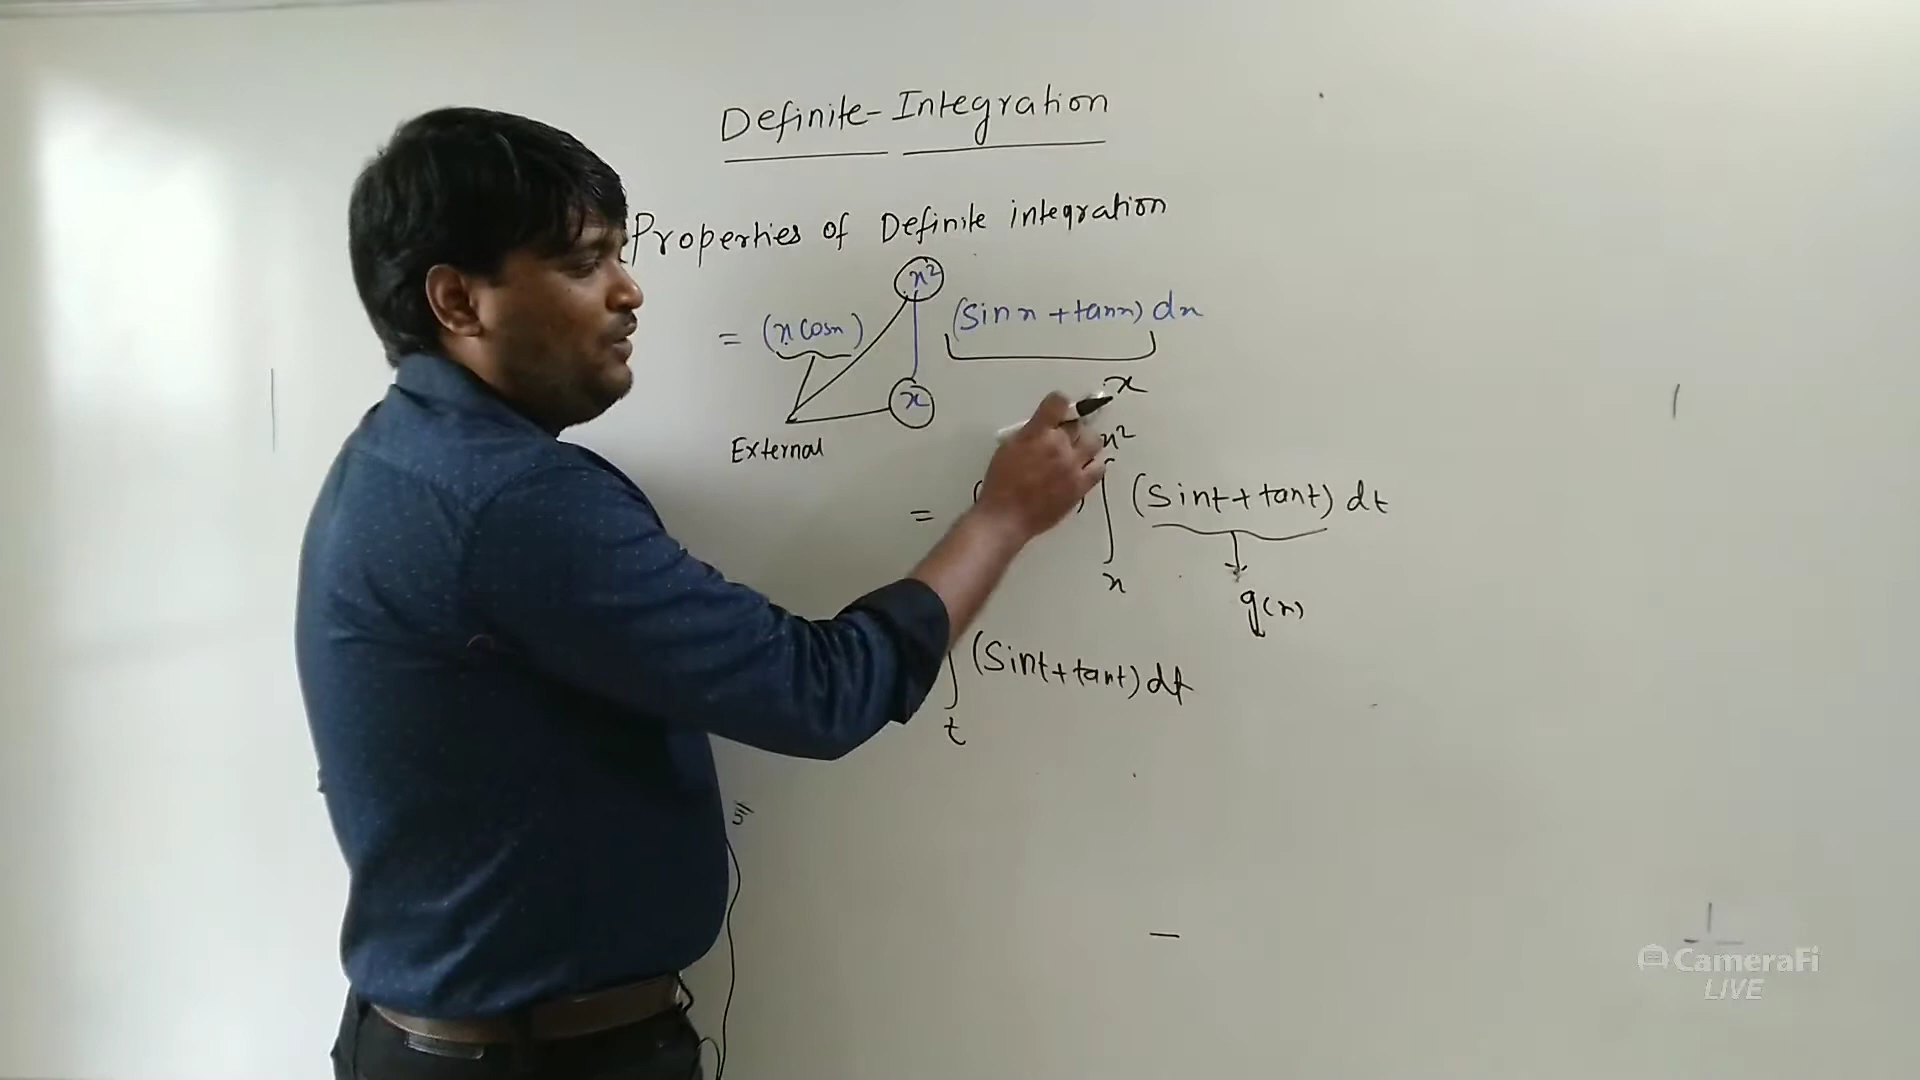 Definite-Integration
Properties of Definite integration
x²
= (x cosx) (sinx + tanx) dx
x
External
x
x²
= ∫ (sint + tant) dt
x
g(x)
∫ (sint + tant) dt
t
CameraFi
LIVE